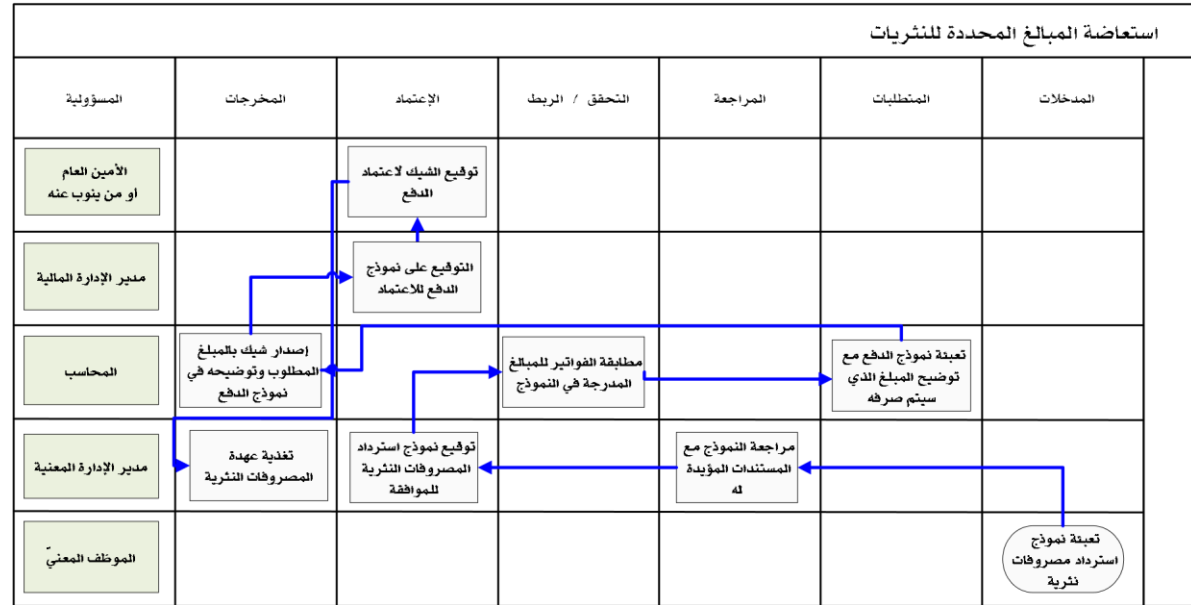 استعاضة المبالغ المحددة للنثريات
المدخلات
المتطلبات
المراجعة
التحقق / الربط
الإعتماد
المخرجات
المسؤولية
توقيع الشيك لاعتماد
الدفع
الأمين العام
او من ينوب عنه
التوقيع على نموذج
الدفع للاعتماد
مدير الإدارة المالية
تعبئة نموذج الدفع مع
توضيح المبلغ الذي
سيتم صرفه
مطابقة الفواتير للمبالغ
المدرجة في النموذج
إصدار شيك بالمبلغ
المطلوب وتوضيحه في
نموذج الدفع
المحاسب
مراجعة النموذج مع
المستندات المؤيدة
له
توقيع نموذج استرداد
المصروفات النثرية
للموافقة
تغذية عهدة
المصروفات النثرية
مدير الإدارة المعنية
تعبئة نموذج
استرداد مصروفات
نثرية
الموظف المعنيّ